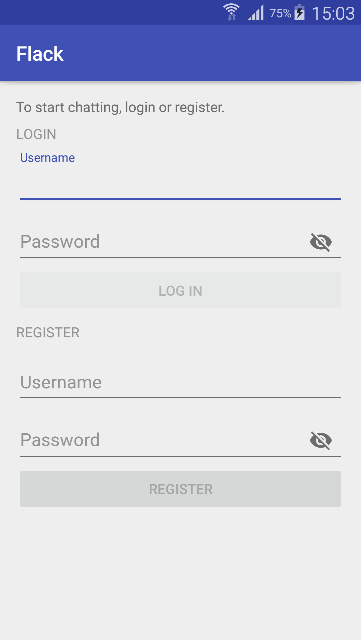 75% 15:03
Flack
To start chatting, login or register.
LOGIN
Username
Password
LOG IN
REGISTER
Username
Password
REGISTER